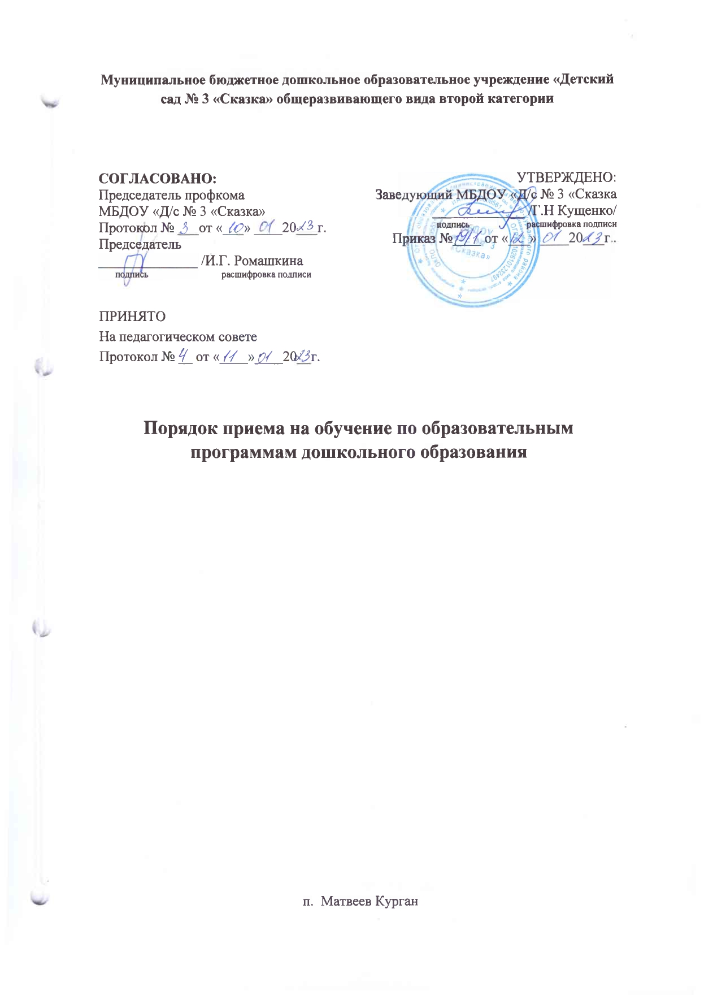 Муниципальное бюджетное дошкольное образовательное учреждение «Детский
сад № 3 «Сказка» общеразвивающего вида второй категории
СОГЛАСОВАНО:
Председатель профкома
МБДОУ «Д/с № 3 «Сказка»
Протокол № 3 от «10» 01 2023 г.
Председатель
/И.Г. Ромашкина
подпись расшифровка подписи
УТВЕРЖДЕНО:
Заведующий МБДОУ «Д/с № 3 «Сказка
/Г.Н Кущенко/
подпись расшифровка подписи
Приказ № 19/1 от «12» 01 2023 г..
«Сказка»
ПРИНЯТО
На педагогическом совете
Протокол № 4 от «11» 01 2023г.
Порядок приема на обучение по образовательным
программам дошкольного образования
п. Матвеев Курган